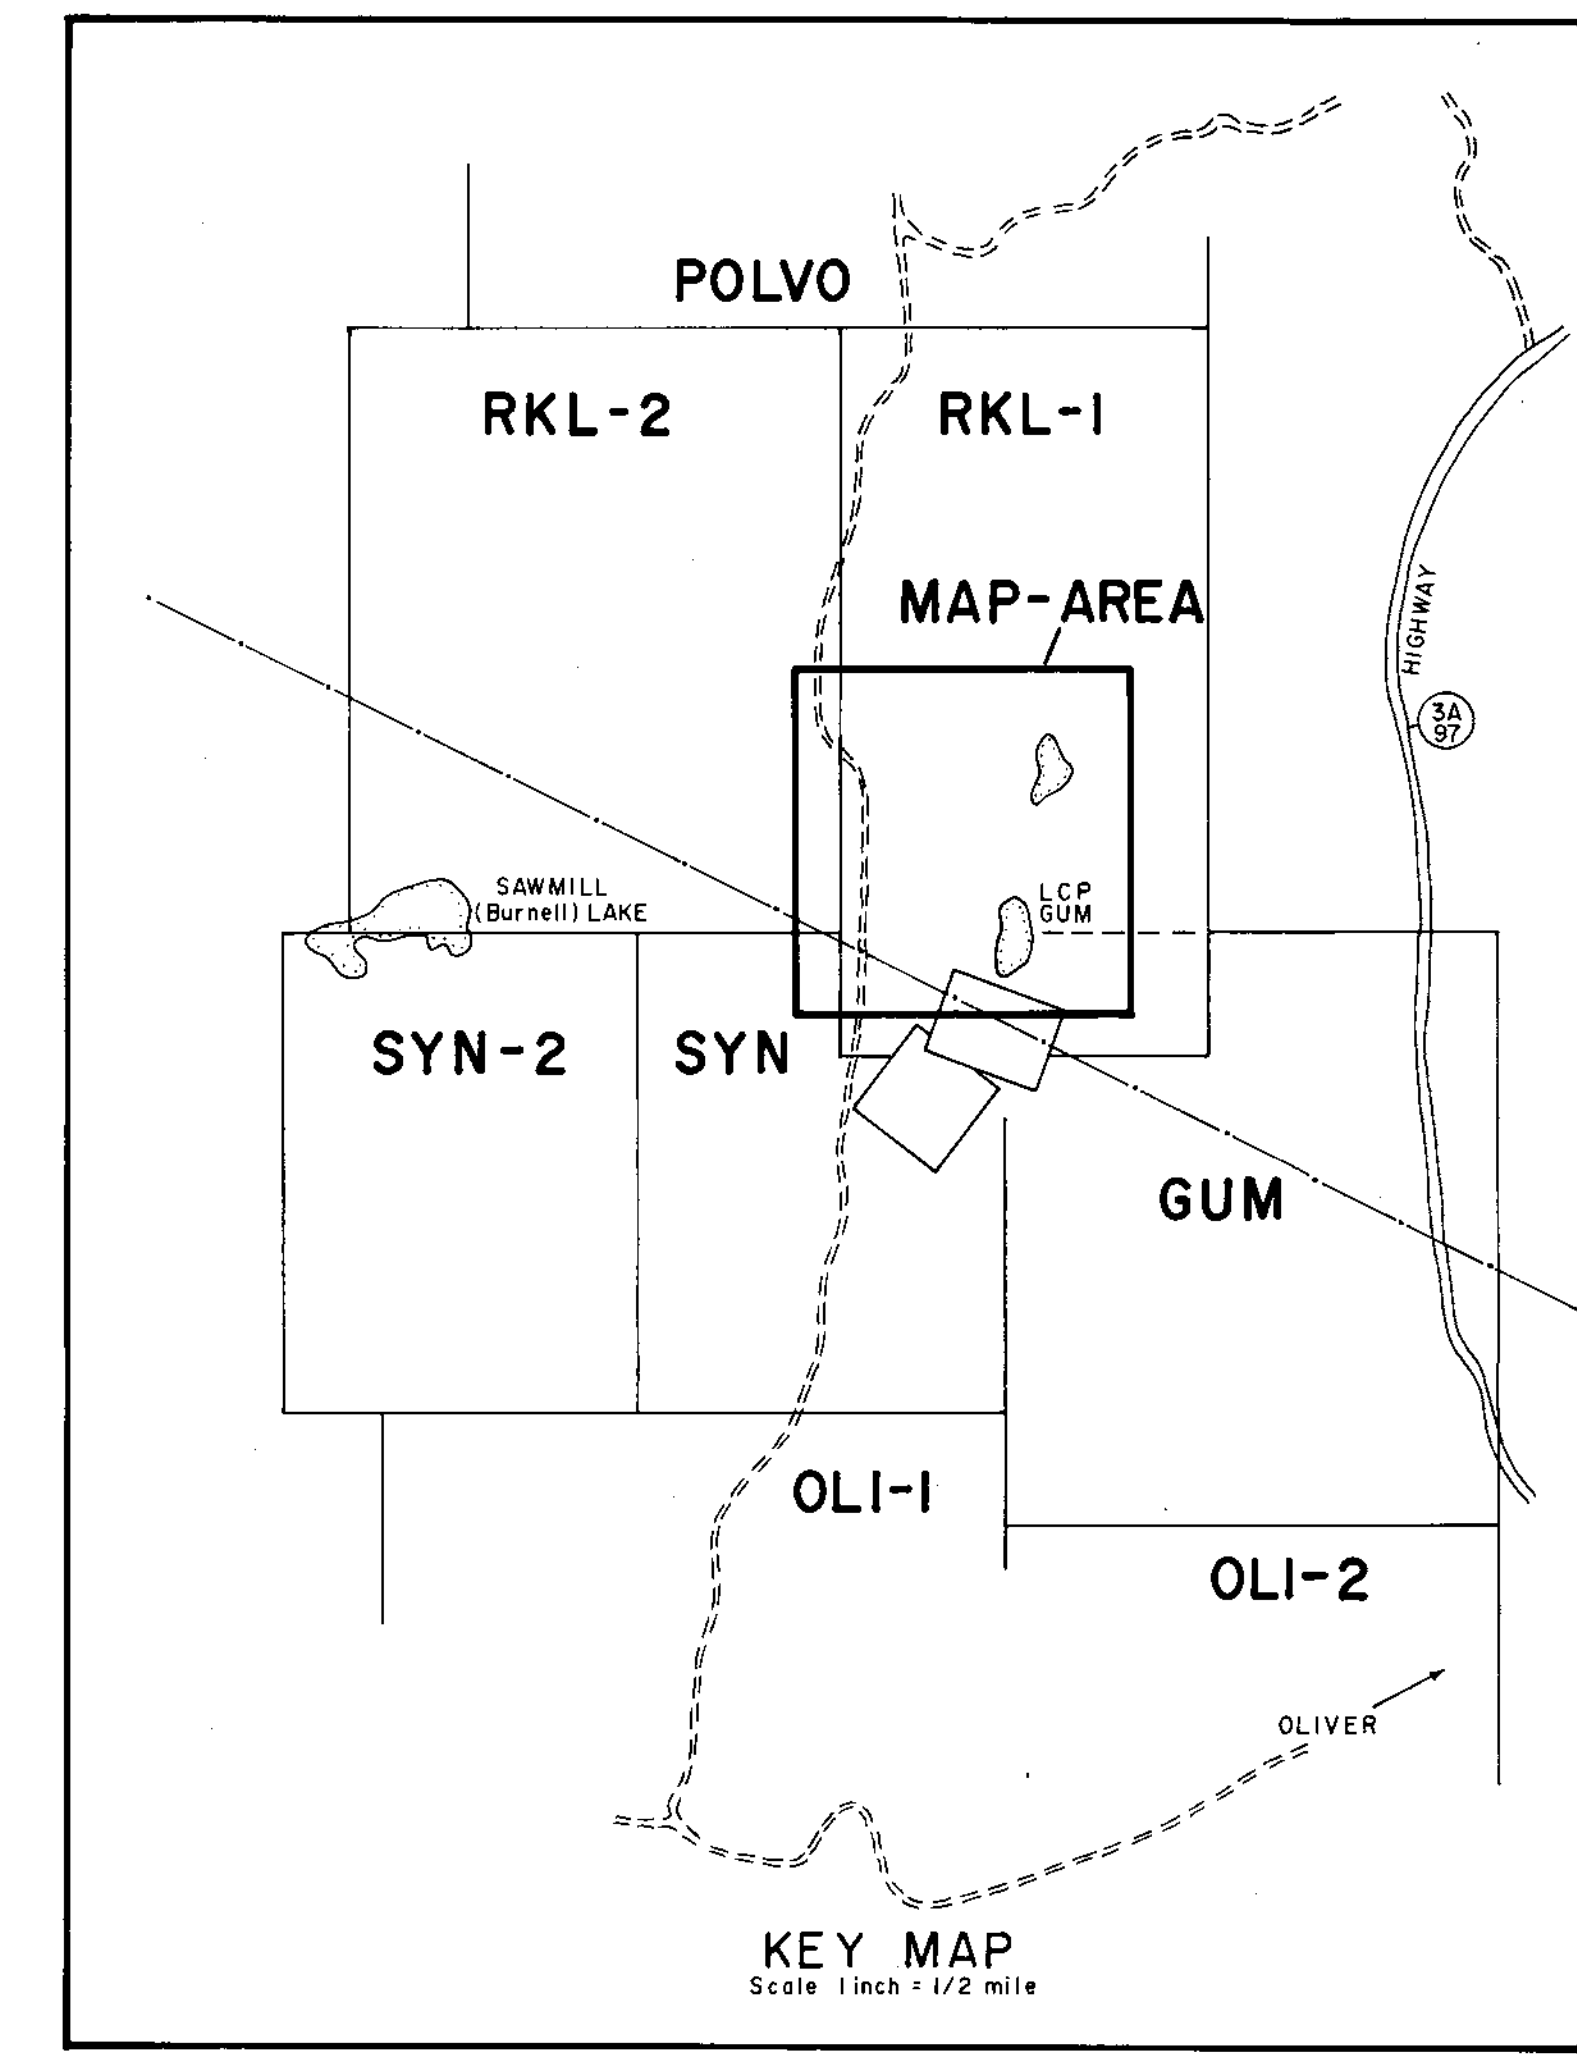 POLVO
RKL-2
RKL-1
MAP-AREA
HIGHWAY
3A
97
SAWMILL
(Burnell) LAKE
LCP
GUM
SYN-2
SYN
GUM
OLI-1
OLI-2
OLIVER
KEY MAP
Scale 1 inch = 1/2 mile